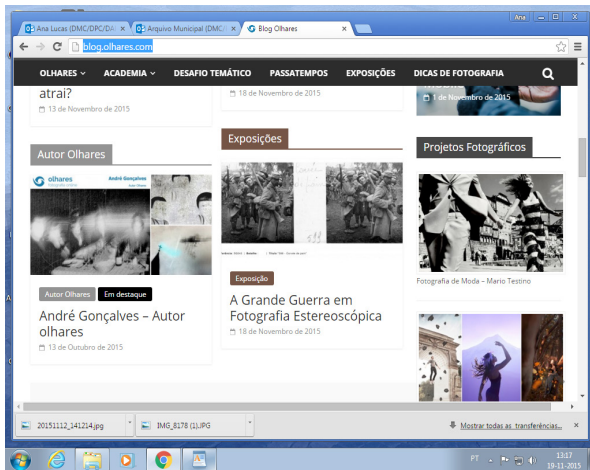 Ana
Ana Lucas (DMC/DPC/DA
Arquivo Municipal (DMC/
Blog Olhares
blog.olhares.com
OLHARES
ACADEMIA
DESAFIO TEMÁTICO
PASSATEMPOS
EXPOSIÇÕES
DICAS DE FOTOGRAFIA
atrai?
13 de Novembro de 2015
18 de Novembro de 2015
1 de Novembro de 2015
Autor Olhares
olhares
André Gonçalves
Autor Olhares
Em destaque
André Gonçalves – Autor
olhares
13 de Outubro de 2015
Exposições
Exposição
A Grande Guerra em
Fotografia Estereoscópica
18 de Novembro de 2015
Projetos Fotográficos
Fotografia de Moda – Mario Testino
20151112_141214.jpg
IMG_8178 (1).JPG
Mostrar todas as transferências...
PT
13:17
19-11-2015